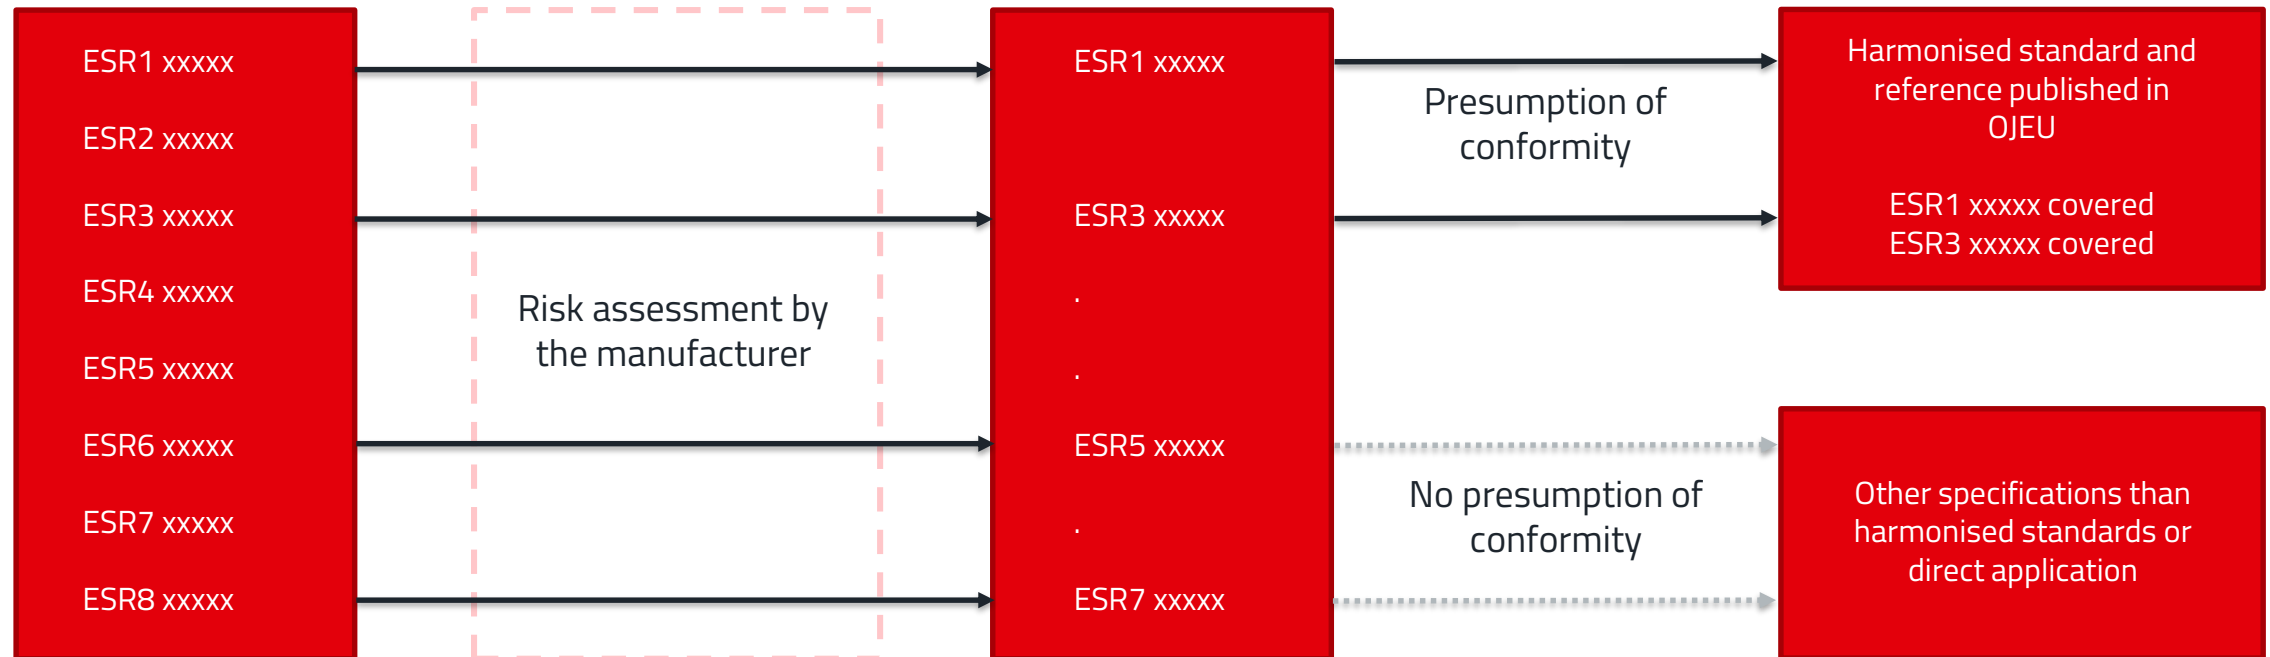 ESR1 xxxxx
ESR2 xxxxx
ESR3 xxxxx
ESR4 xxxxx
ESR5 xxxxx
ESR6 xxxxx
ESR7 xxxxx
ESR8 xxxxx
Risk assessment by
the manufacturer
ESR1 xxxxx
ESR3 xxxxx
.
.
ESR5 xxxxx
.
ESR7 xxxxx
Presumption of
conformity
No presumption of
conformity
Harmonised standard and
reference published in
OJEU
ESR1 xxxxx covered
ESR3 xxxxx covered
Other specifications than
harmonised standards or
direct application